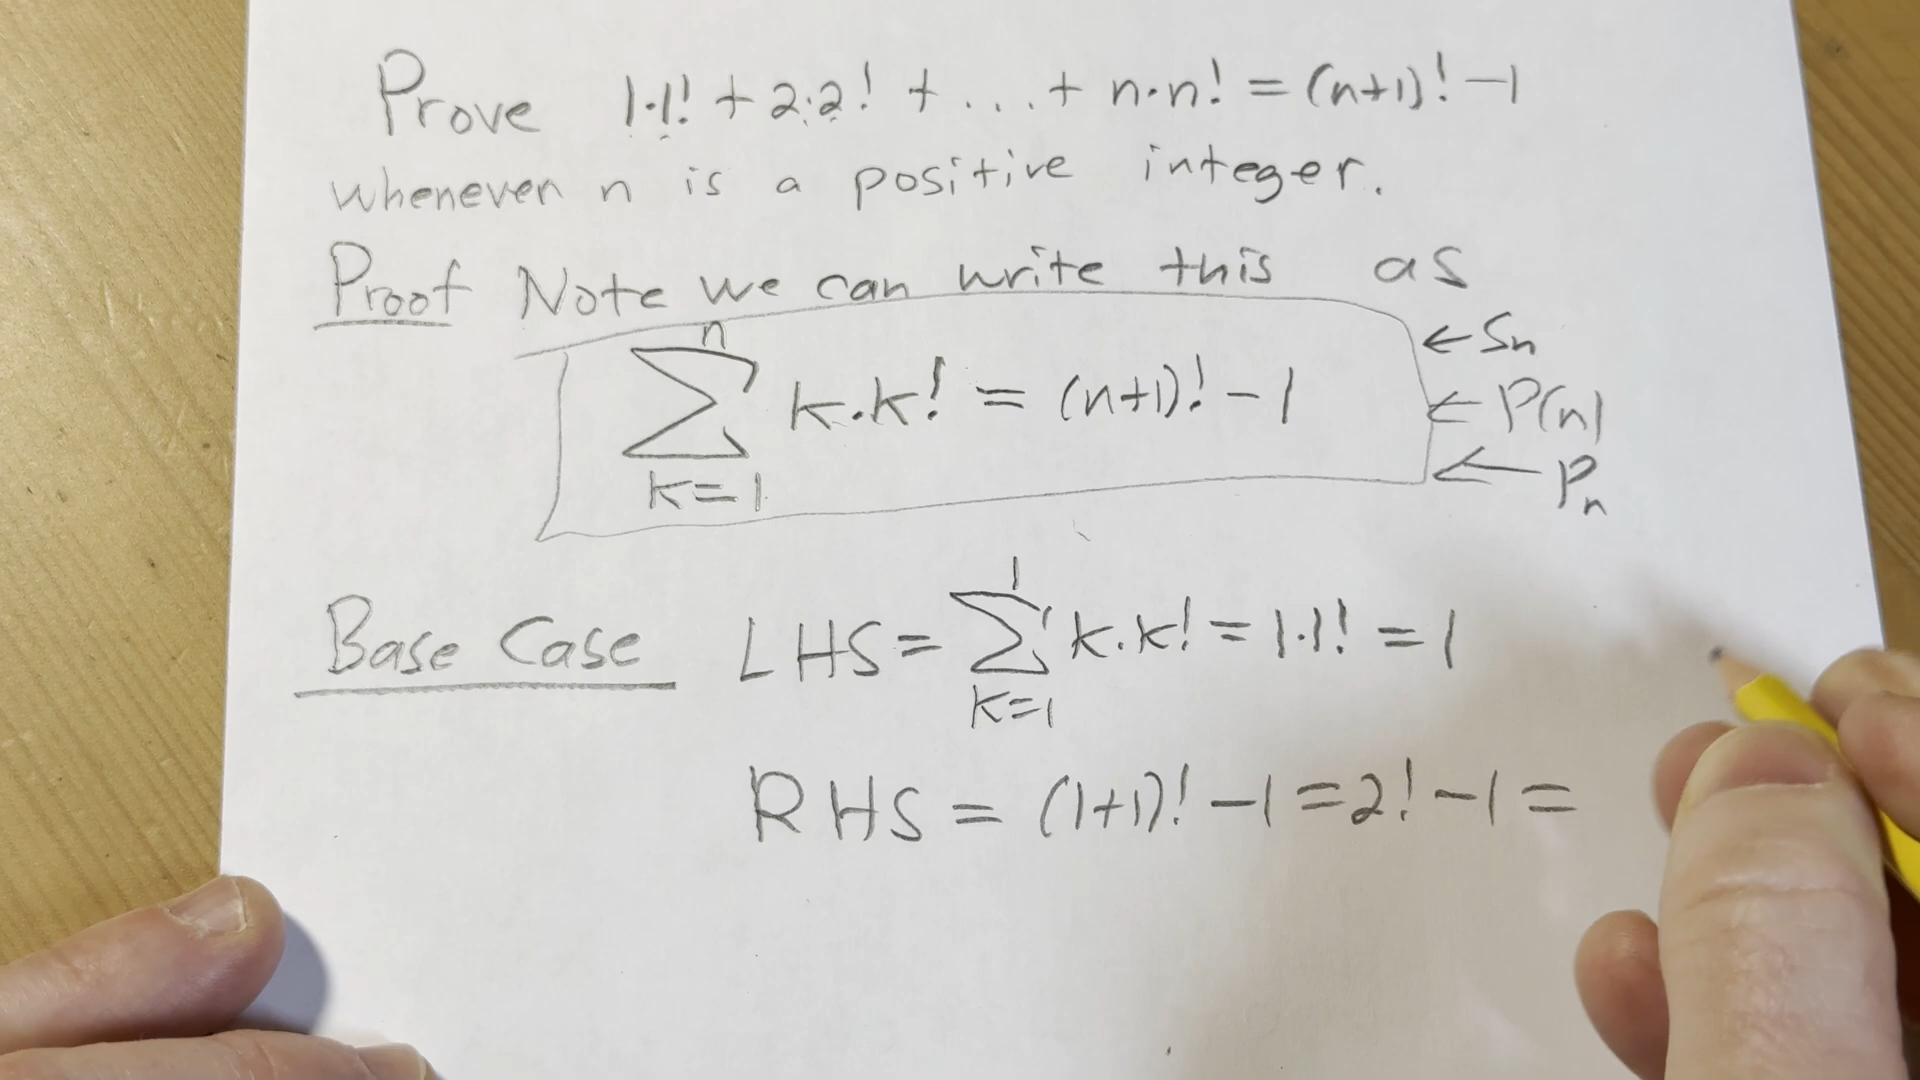 Prove 1·1! + 2·2! + ... + n·n! = (n+1)! - 1
whenever n is a positive integer.
Proof Note we can write this as
n
∑ k·k! = (n+1)! - 1
k=1
← Sn
← P(n)
← Pn
1
Base Case LHS = ∑ k·k! = 1·1! = 1
k=1
RHS = (1+1)! - 1 = 2! - 1 =